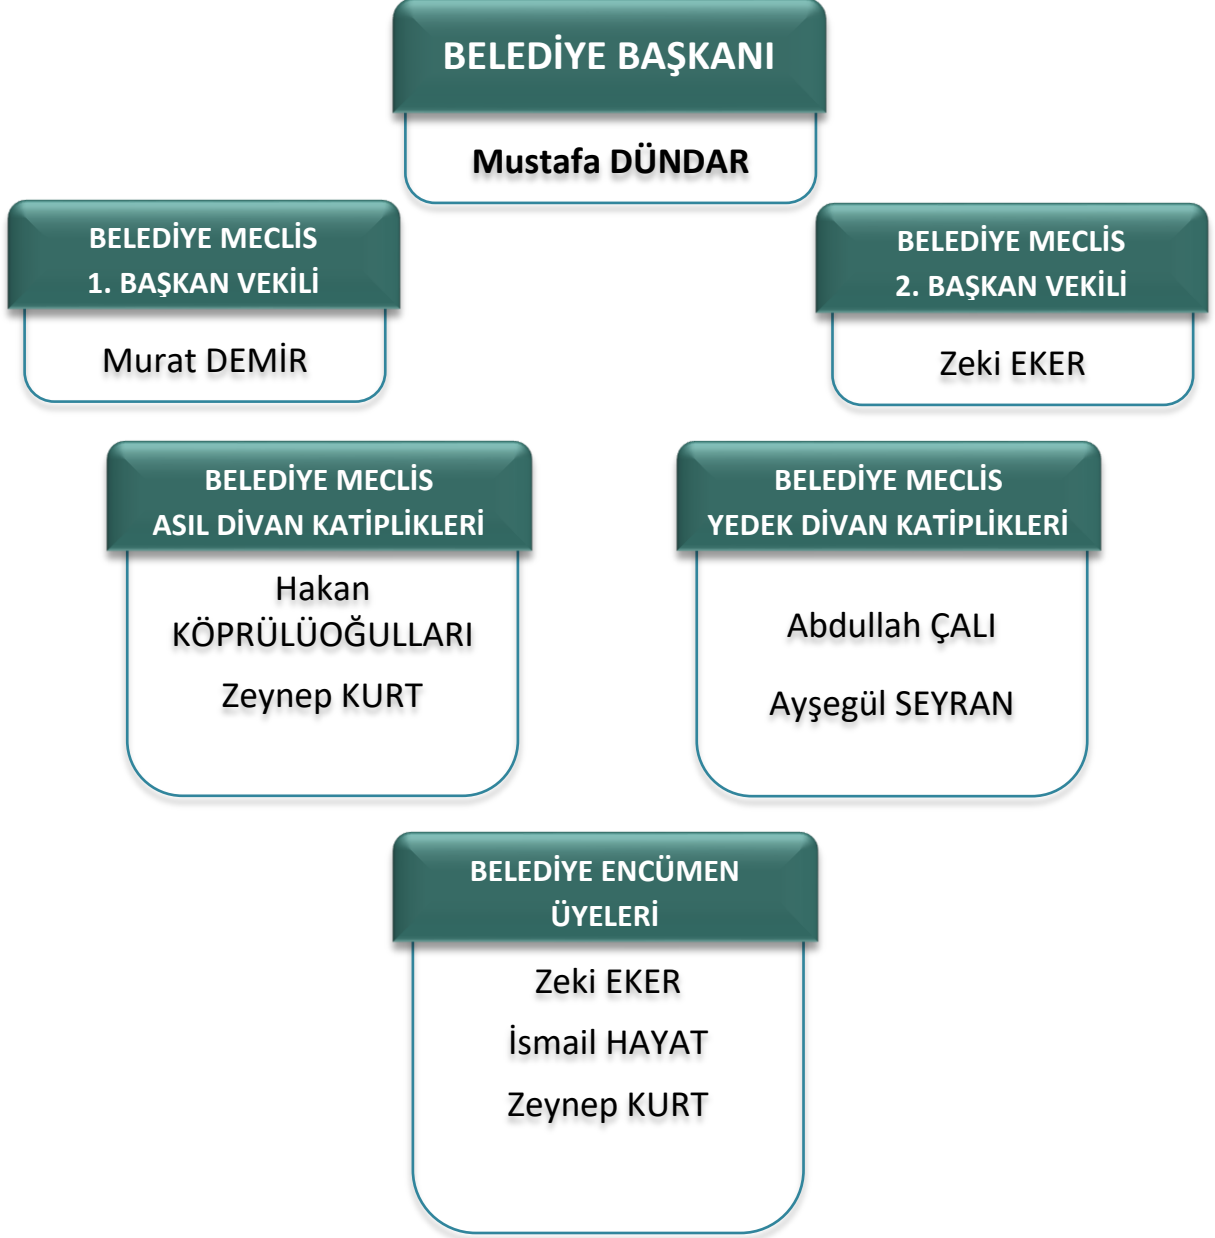 BELEDİYE BAŞKANI
Mustafa DÜNDAR
BELEDİYE MECLİS
1. BAŞKAN VEKİLİ
Murat DEMİR
BELEDİYE MECLİS
2. BAŞKAN VEKİLİ
Zeki EKER
BELEDİYE MECLİS
ASIL DİVAN KATİPLİKLERİ
Hakan
KÖPRÜLÜOĞULLARI
Zeynep KURT
BELEDİYE MECLİS
YEDEK DİVAN KATİPLİKLERİ
Abdullah ÇALI
Ayşegül SEYRAN
BELEDİYE ENCÜMEN
ÜYELERİ
Zeki EKER
İsmail HAYAT
Zeynep KURT